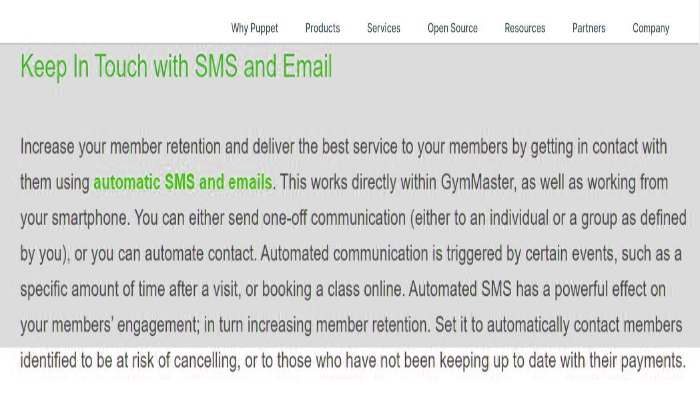 Why Puppet Products Services Open Source Resources Partners Company
Keep In Touch with SMS and Email
Increase your member retention and deliver the best service to your members by getting in contact with
them using automatic SMS and emails. This works directly within GymMaster, as well as working from
your smartphone. You can either send one-off communication (either to an individual or a group as defined
by you), or you can automate contact. Automated communication is triggered by certain events, such as a
specific amount of time after a visit, or booking a class online. Automated SMS has a powerful effect on
your members' engagement; in turn increasing member retention. Set it to automatically contact members
identified to be at risk of cancelling, or to those who have not been keeping up to date with their payments.